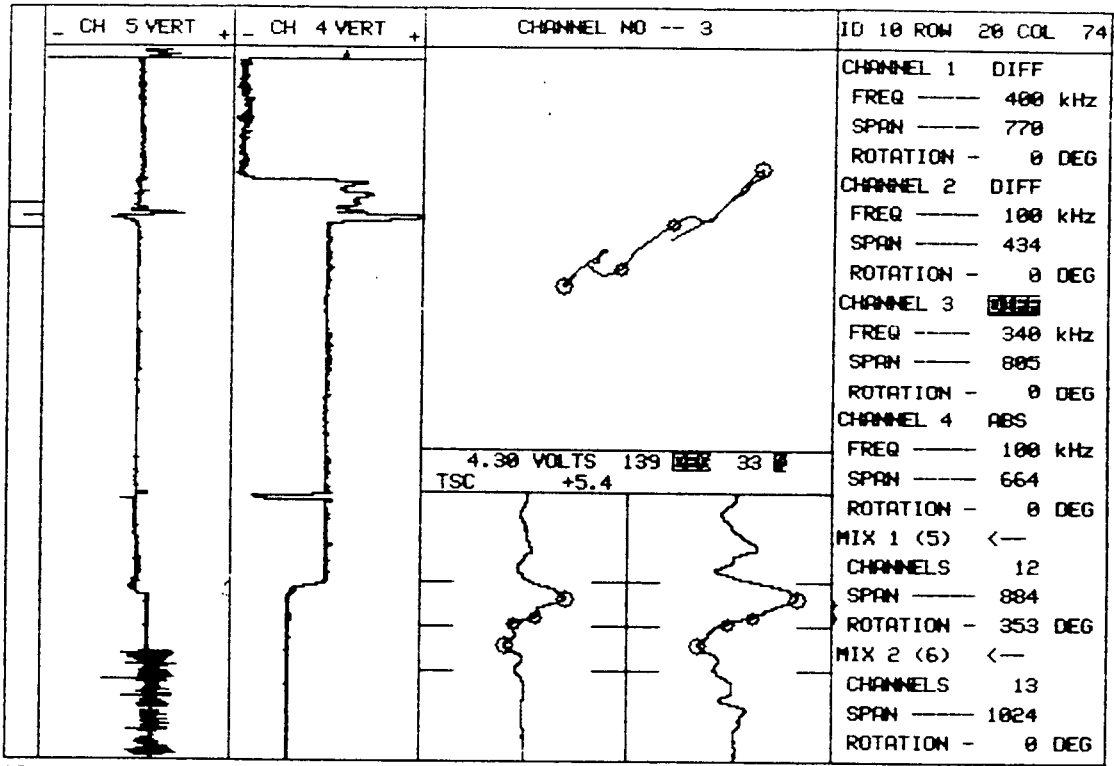 - CH 5 VERT +
- CH 4 VERT +
CHANNEL NO -- 3
ID 10 ROW 20 COL 74
CHANNEL 1 DIFF
FREQ ---- 400 kHz
SPAN ---- 770
ROTATION - 0 DEG
CHANNEL 2 DIFF
FREQ ---- 100 kHz
SPAN ---- 434
ROTATION - 0 DEG
CHANNEL 3 DIFF
FREQ ---- 340 kHz
SPAN ---- 805
ROTATION - 0 DEG
CHANNEL 4 ABS
FREQ ---- 100 kHz
SPAN ---- 664
ROTATION - 0 DEG
MIX 1 (5) <--
CHANNELS 12
SPAN ---- 884
ROTATION - 353 DEG
MIX 2 (6) <--
CHANNELS 13
SPAN ---- 1024
ROTATION - 0 DEG
4.30 VOLTS 139 33
TSC +5.4